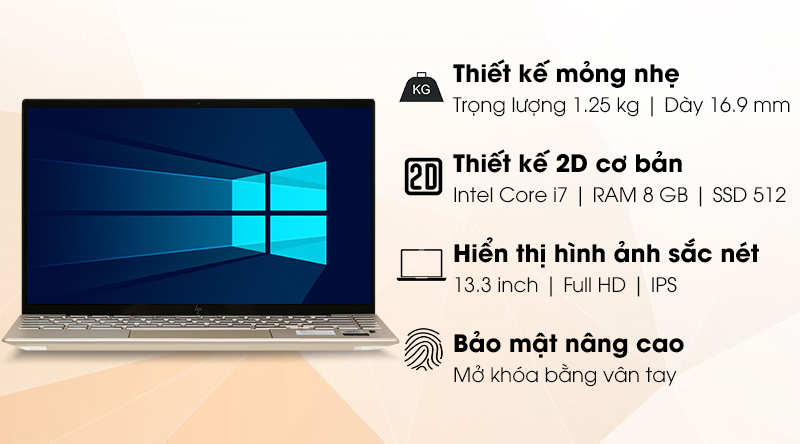 KG
Thiết kế mỏng nhẹ
Trọng lượng 1.25 kg | Dày 16.9 mm
2D
Thiết kế 2D cơ bản
Intel Core i7 | RAM 8 GB | SSD 512
Hiển thị hình ảnh sắc nét
13.3 inch | Full HD | IPS
Bảo mật nâng cao
Mở khóa bằng vân tay
hp